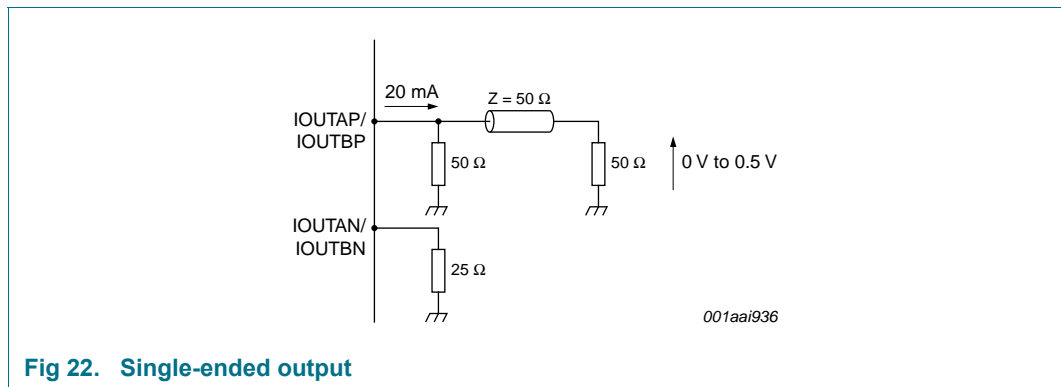 20 mA
Z = 50 Ω
IOUTAP/
IOUTBP
50 Ω
50 Ω
0 V to 0.5 V
IOUTAN/
IOUTBN
25 Ω
001aai936
Fig 22. Single-ended output